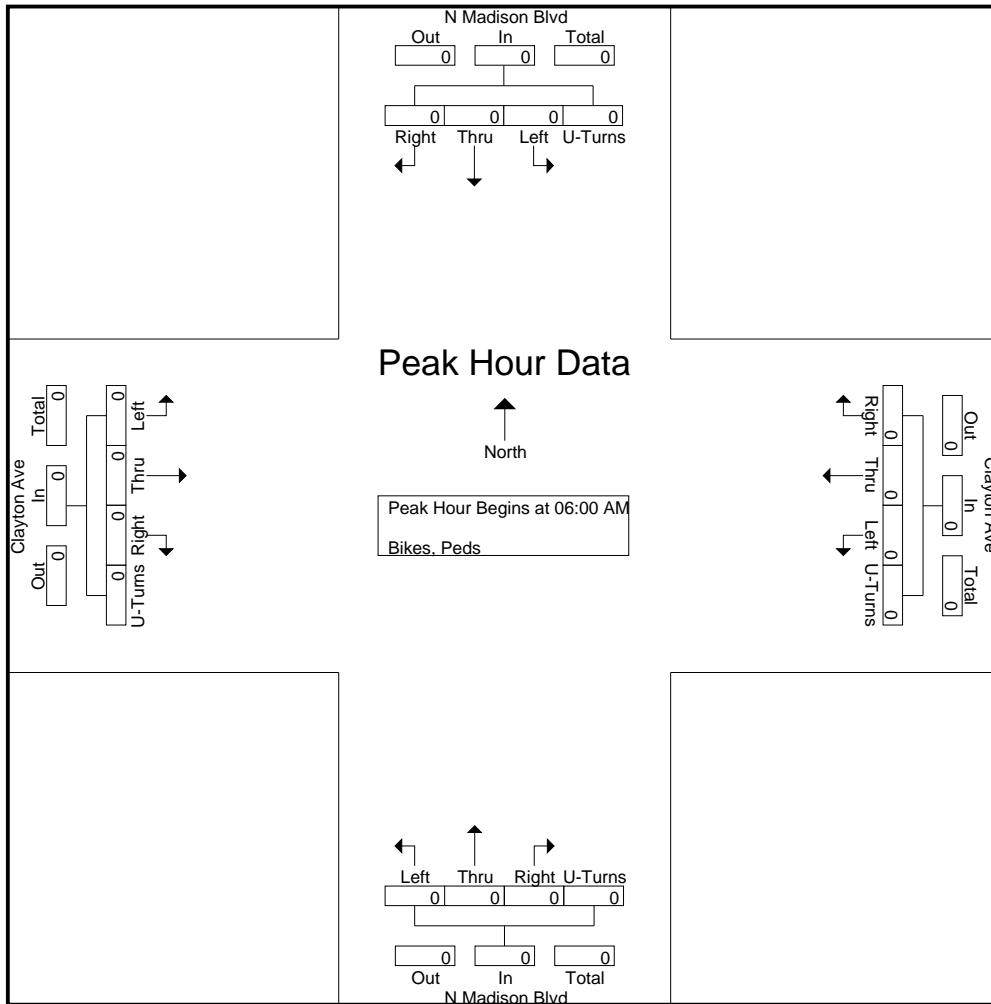 N Madison Blvd
Out In Total
0 0 0
0 0 0 0
Right Thru Left U-Turns
Peak Hour Data
North
Peak Hour Begins at 06:00 AM
Bikes, Peds
Clayton Ave
Total In Out
0 0 0
0 0 0 0
Left Thru Right U-Turns
Clayton Ave
Out In Total
0 0 0
0 0 0 0
Right Thru Left U-Turns
Left Thru Right U-Turns
0 0 0 0
0 0 0
Out In Total
N Madison Blvd